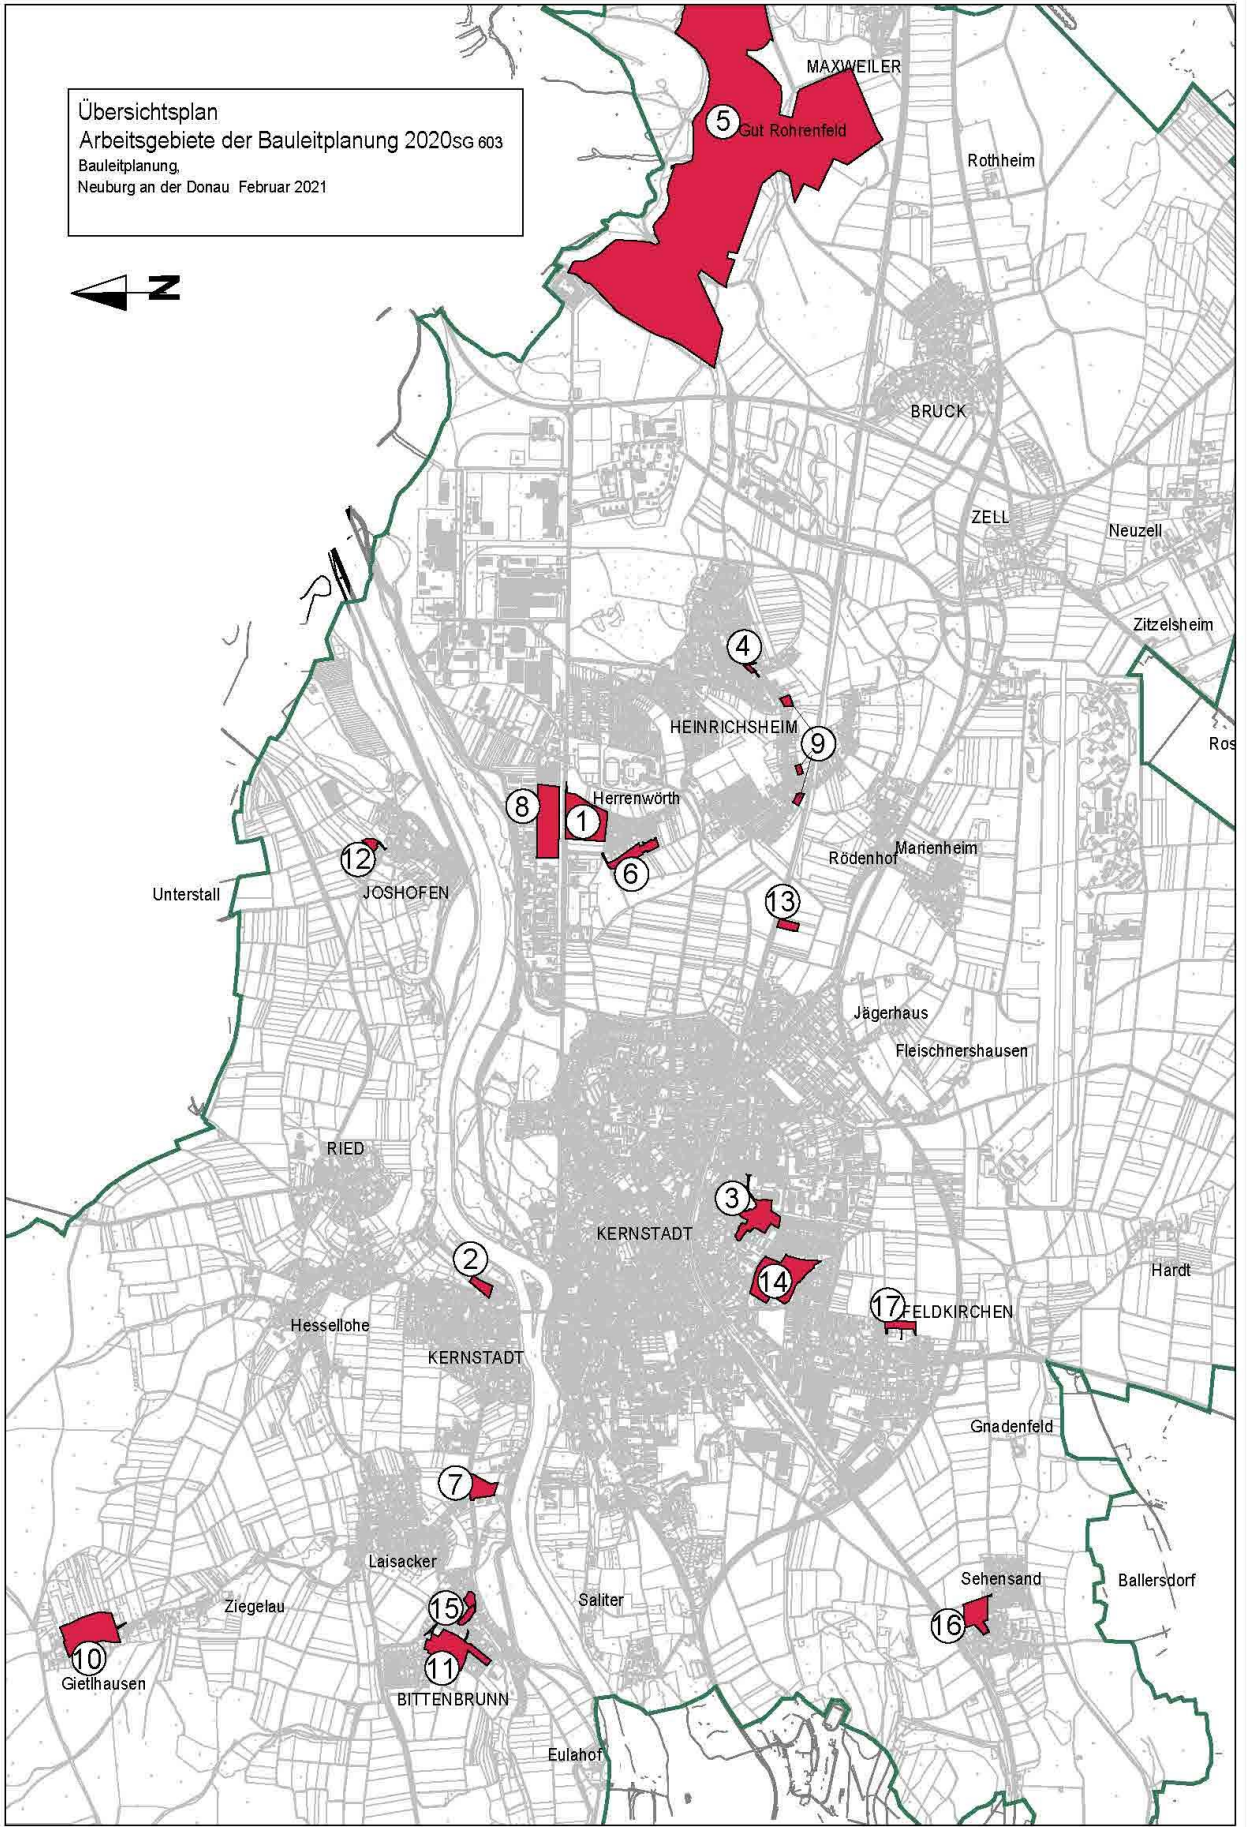 Übersichtsplan
Arbeitsgebiete der Bauleitplanung 2020 SG 603
Bauleitplanung,
Neuburg an der Donau Februar 2021
N
MAXWEILER
5
Gut Rohrenfeld
Rothheim
BRUCK
ZELL
Neuzell
Zitzelsheim
4
HEINRICHSHEIM
9
Ros
8
1
Herrenwörth
12
6
Rödenhof
Marienheim
Unterstall
JOSHOFEN
13
Jägerhaus
Fleischnershausen
RIED
3
KERNSTADT
2
14
Hardt
17
FELDKIRCHEN
Hessellohe
KERNSTADT
Gnadenfeld
7
Laisacker
Sehensand
Ballersdorf
Ziegelau
15
Saliter
16
10
11
Gietlhausen
BITTENBRUNN
Eulahof